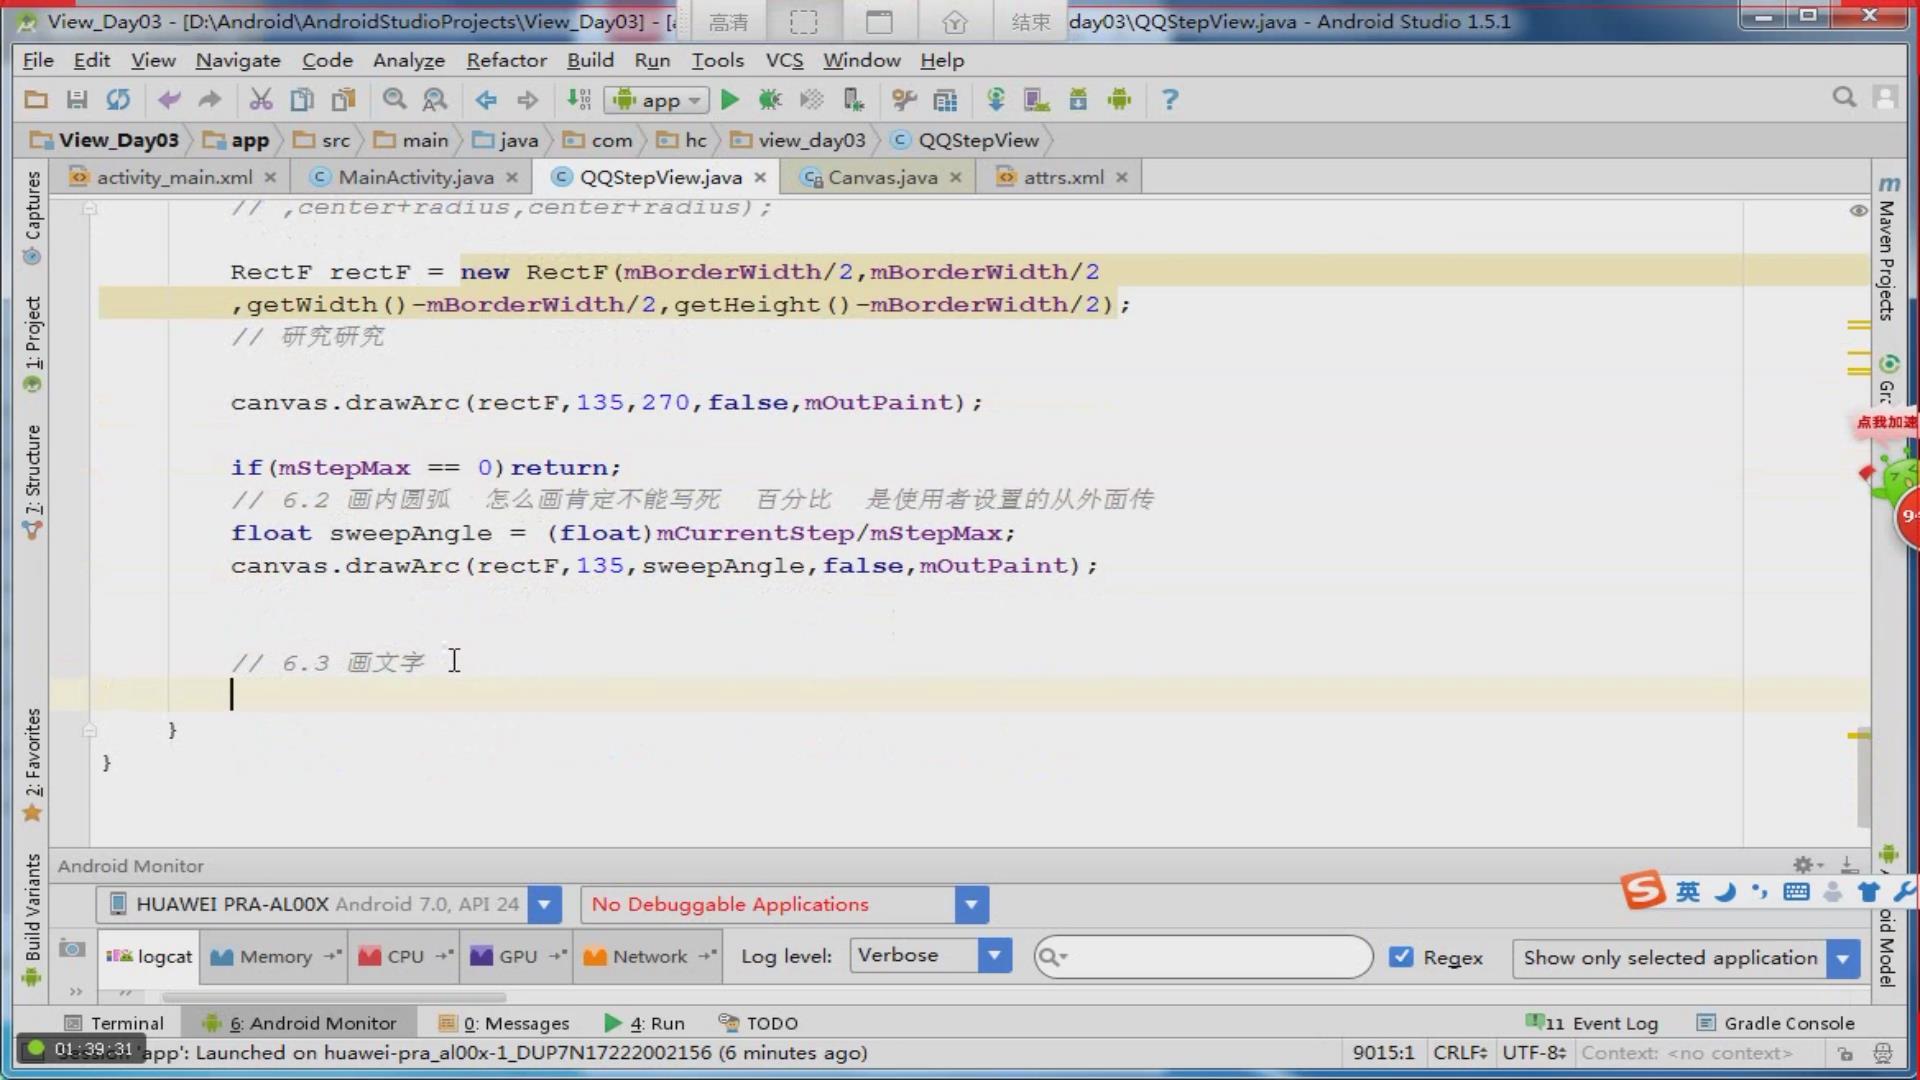 View_Day03 - [D:\Android\AndroidStudioProjects\View_Day03] - [
高清
结束
day03\QQStepView.java - Android Studio 1.5.1
File Edit View Navigate Code Analyze Refactor Build Run Tools VCS Window Help
app
View_Day03 app src main java com hc view_day03 QQStepView
activity_main.xml MainActivity.java QQStepView.java Canvas.java attrs.xml
// ,center+radius,center+radius);
RectF rectF = new RectF(mBorderWidth/2,mBorderWidth/2
,getWidth()-mBorderWidth/2,getHeight()-mBorderWidth/2);
// 研究研究
canvas.drawArc(rectF,135,270,false,mOutPaint);
if(mStepMax == 0)return;
// 6.2 画内圆弧 怎么画肯定不能写死 百分比 是使用者设置的从外面传
float sweepAngle = (float)mCurrentStep/mStepMax;
canvas.drawArc(rectF,135,sweepAngle,false,mOutPaint);
// 6.3 画文字
}
}
Captures
1: Project
7: Structure
2: Favorites
Build Variants
Maven Projects
点我加速
Android Monitor
英
HUAWEI PRA-AL00X Android 7.0, API 24
No Debuggable Applications
logcat Memory CPU GPU Network Log level: Verbose Regex Show only selected application
Terminal 6: Android Monitor 0: Messages 4: Run TODO 11 Event Log Gradle Console
01:39:31
'app': Launched on huawei-pra_al00x-1_DUP7N17222002156 (6 minutes ago)
9015:1 CRLF UTF-8 Context: <no context>